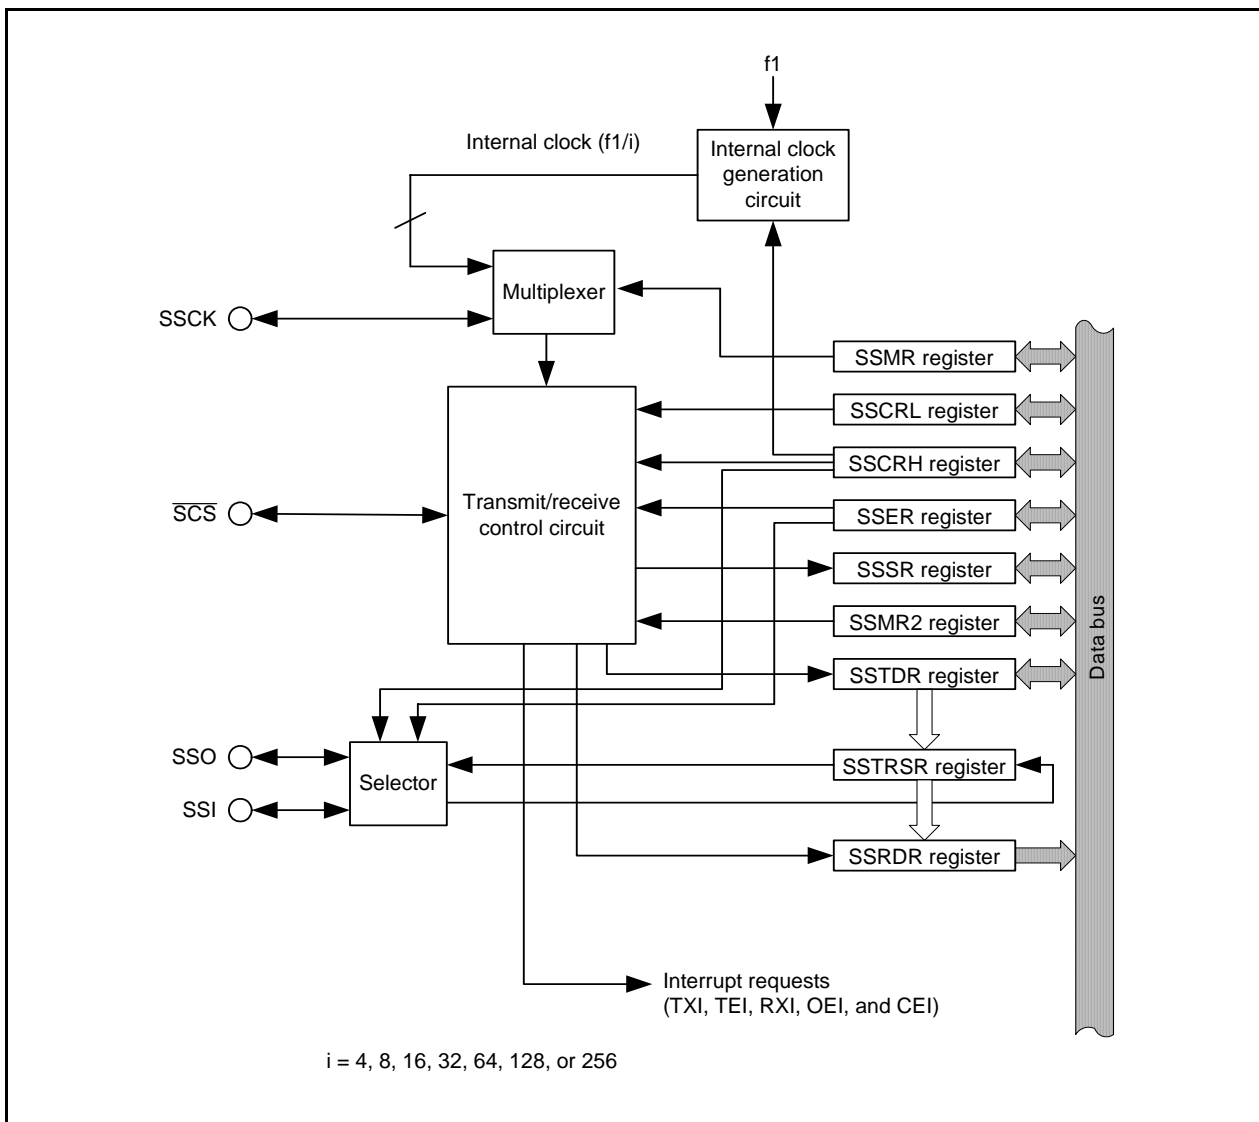 f1
Internal clock (f1/i)
Internal clock
generation
circuit
Multiplexer
SSCK
SSMR register
SSCRL register
SSCRH register
SCS
Transmit/receive
control circuit
SSER register
SSSR register
SSMR2 register
SSTDR register
Data bus
SSO
Selector
SSTRSR register
SSI
SSRDR register
Interrupt requests
(TXI, TEI, RXI, OEI, and CEI)
i = 4, 8, 16, 32, 64, 128, or 256